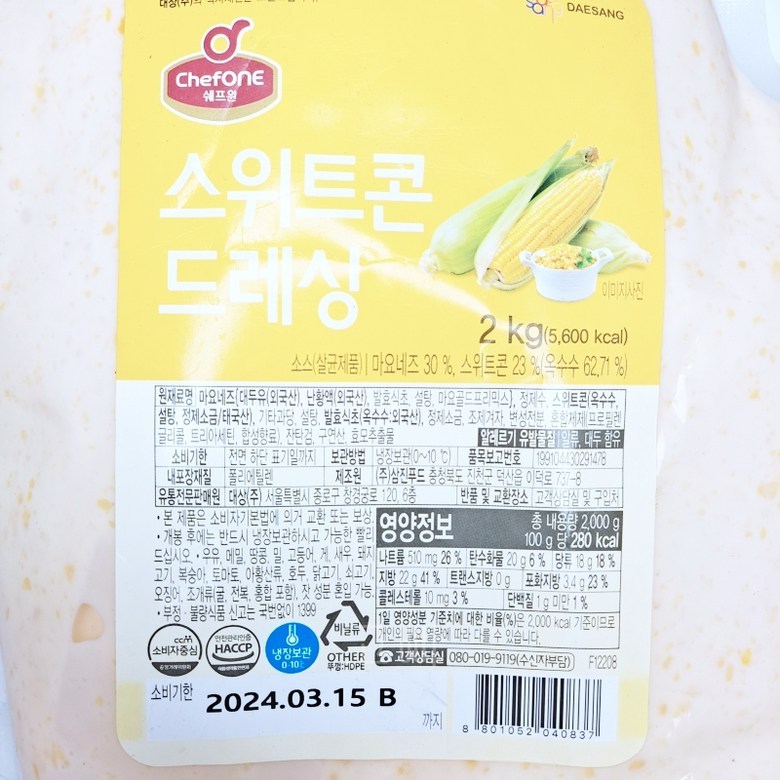 DAESANG
ChefONE
쉐프원
스위트콘
드레싱
이미지사진
2 kg(5,600 kcal)
소스(살균제품) | 마요네즈 30 %, 스위트콘 23 %(옥수수 62.71 %)
원재료명 마요네즈{대두유(외국산), 난황액(외국산), 발효식초, 설탕, 마요골드프리믹스}, 정제수, 스위트콘(옥수수,
설탕, 정제소금/태국산), 기타과당, 설탕, 발효식초(옥수수:외국산), 정제소금, 조제겨자, 변성전분, 혼합제제(프로필렌
글리콜, 트리아세틴, 합성향료), 잔탄검, 구연산, 효모추출물
알레르기 유발물질 알류, 대두 함유
소비기한 전면 하단 표기일까지 보관방법 냉장보관(0~10 ℃) 품목보고번호 199104430291478
내포장재질 폴리에틸렌 제조원 (주)삼진푸드 충청북도 진천군 덕산읍 이덕로 737-8
유통전문판매원 대상(주) 서울특별시 종로구 창경궁로 120, 6층 반품 및 교환장소 고객상담실 및 구입처
• 본 제품은 소비자기본법에 의거 교환 또는 보상.
• 개봉 후에는 반드시 냉장보관하시고 가능한 빨리
드십시오. • 우유, 메밀, 땅콩, 밀, 고등어, 게, 새우, 돼지
고기, 복숭아, 토마토, 아황산류, 호두, 닭고기, 쇠고기,
오징어, 조개류(굴, 전복, 홍합 포함), 잣 성분 혼입 가능.
• 부정 · 불량식품 신고는 국번없이 1399
영양정보
총 내용량 2,000 g
100 g 당 280 kcal
나트륨 510 mg 26 % 탄수화물 20 g 6 % 당류 18 g 18 %
지방 22 g 41 % 트랜스지방 0 g 포화지방 3.4 g 23 %
콜레스테롤 10 mg 3 % 단백질 1 g 미만 1 %
1일 영양성분 기준치에 대한 비율(%)은 2,000 kcal 기준이므로
개인의 필요 열량에 따라 다를 수 있습니다.
고객상담실 080-019-9119(수신자부담) F12208
CCM
소비자중심
공정거래위원회
안전관리인증
HACCP
식품의약품안전처
냉장보관
0-10℃
비닐류
OTHER
뚜껑:HDPE
소비기한 2024.03.15 B 까지
8 801052 040837